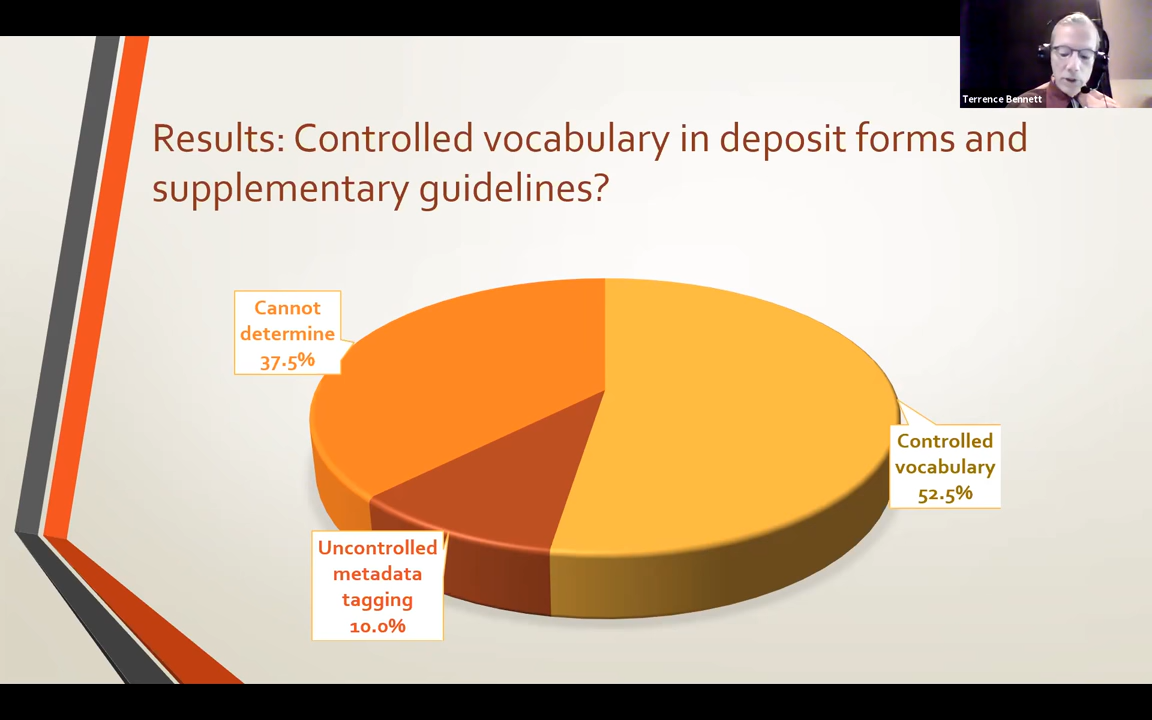 Terrence Bennett
Results: Controlled vocabulary in deposit forms and
supplementary guidelines?
Cannot
determine
37.5%
Controlled
vocabulary
52.5%
Uncontrolled
metadata
tagging
10.0%